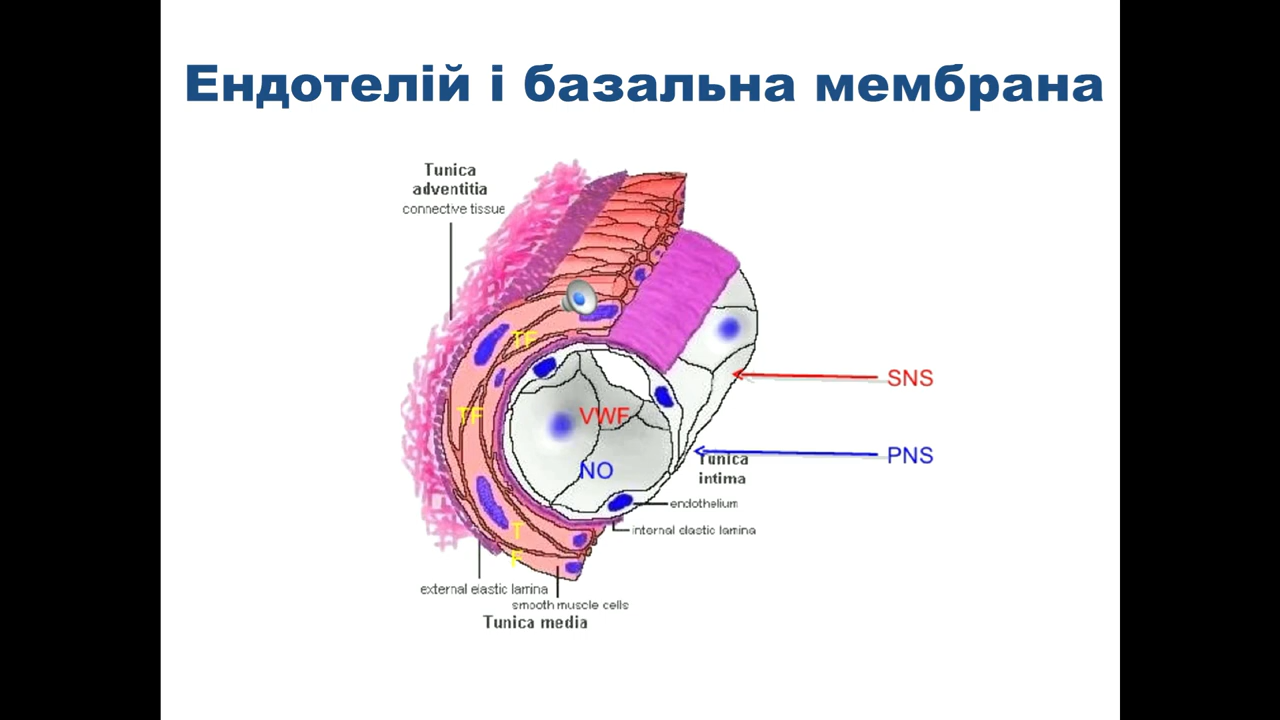 Ендотелій і базальна мембрана
Tunica
adventitia
connective tissue
TF
TF
VWF
NO
SNS
PNS
Tunica
intima
endothelium
internal elastic lamina
T
F
external elastic lamina
smooth muscle cells
Tunica media